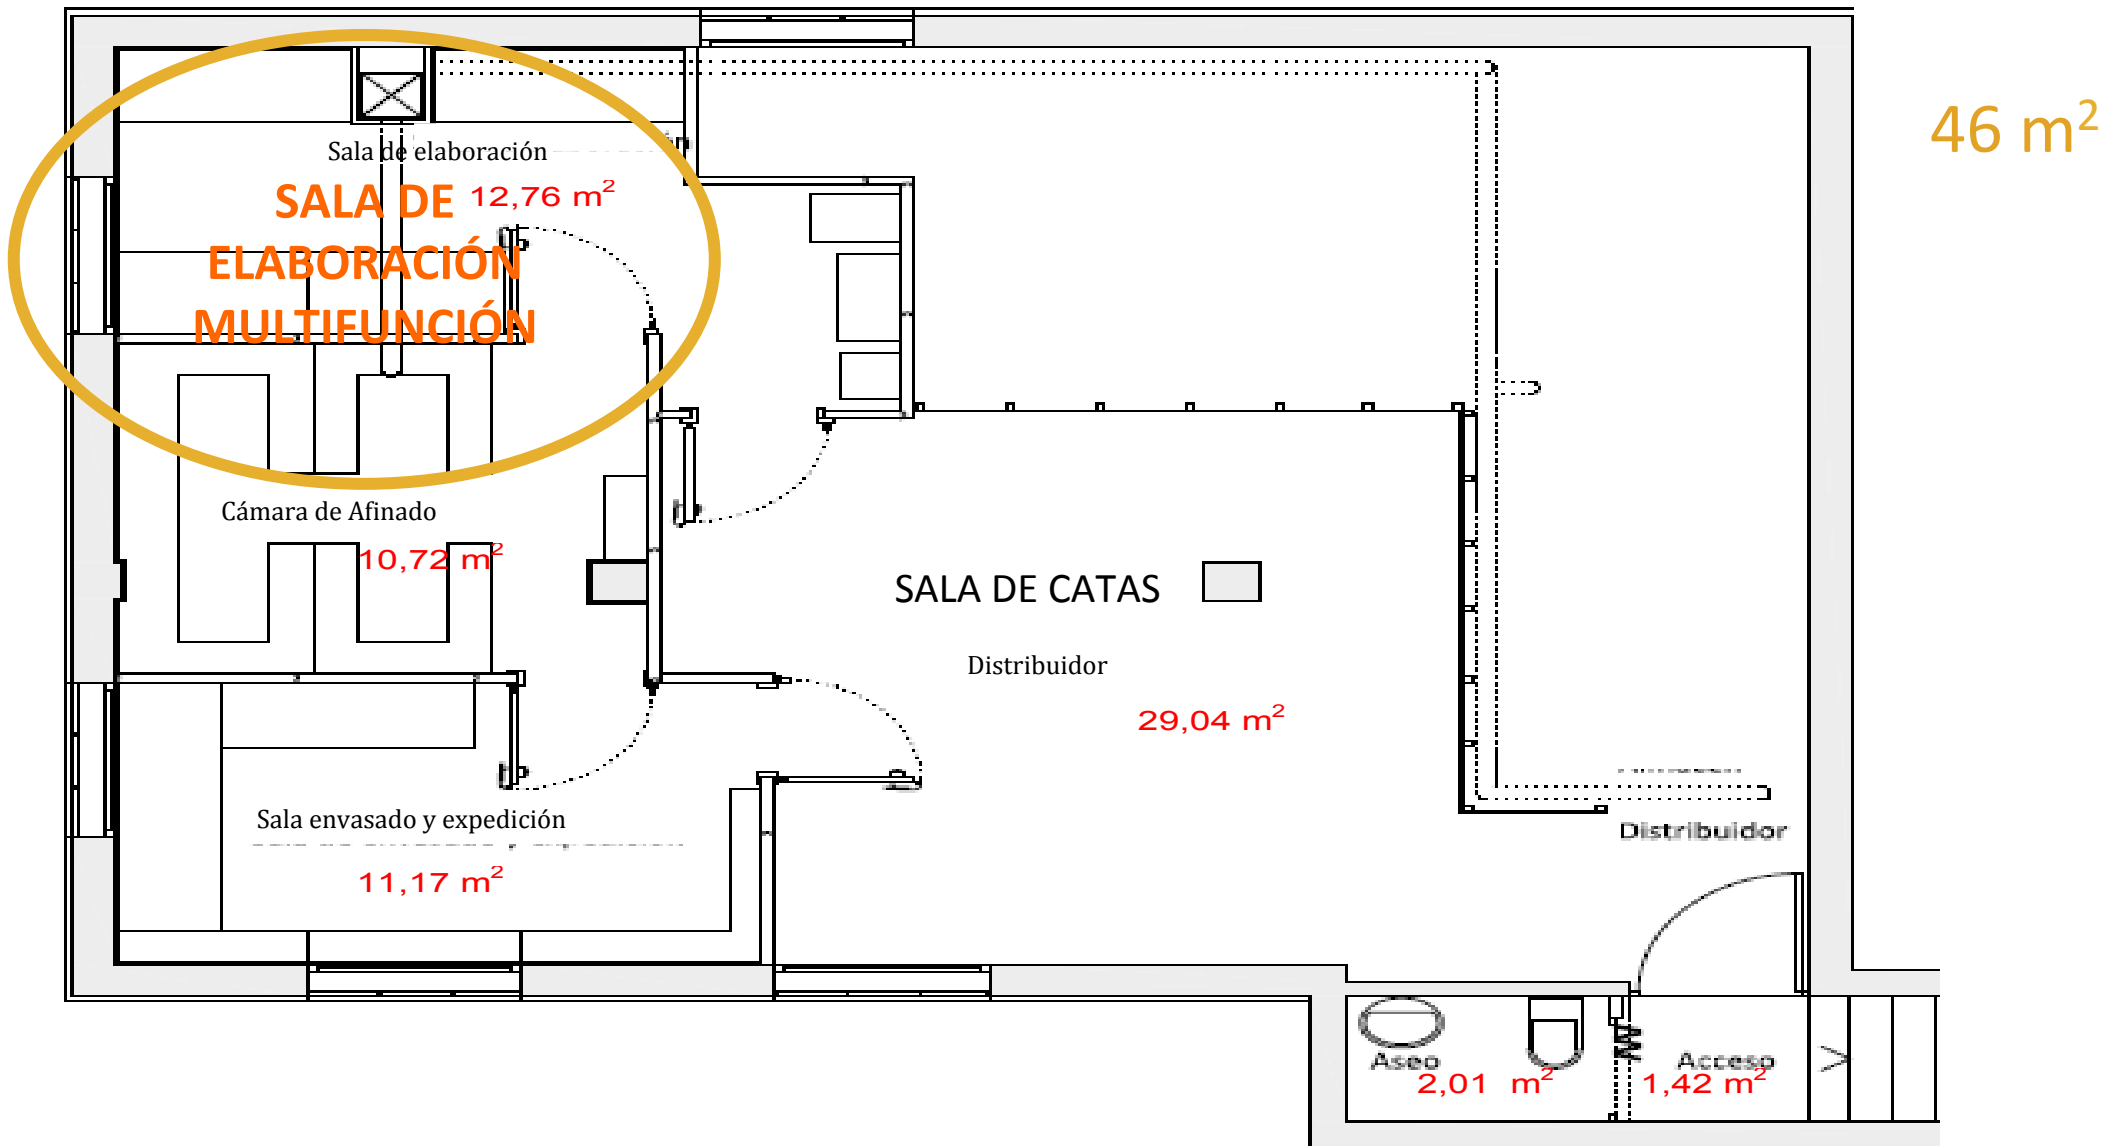 46 m²
Sala de elaboración
12,76 m²
SALA DE
ELABORACIÓN
MULTIFUNCIÓN
Cámara de Afinado
10,72 m²
SALA DE CATAS
Distribuidor
29,04 m²
Sala envasado y expedición
11,17 m²
Distribuidor
Aseo
2,01 m²
Acceso
1,42 m²